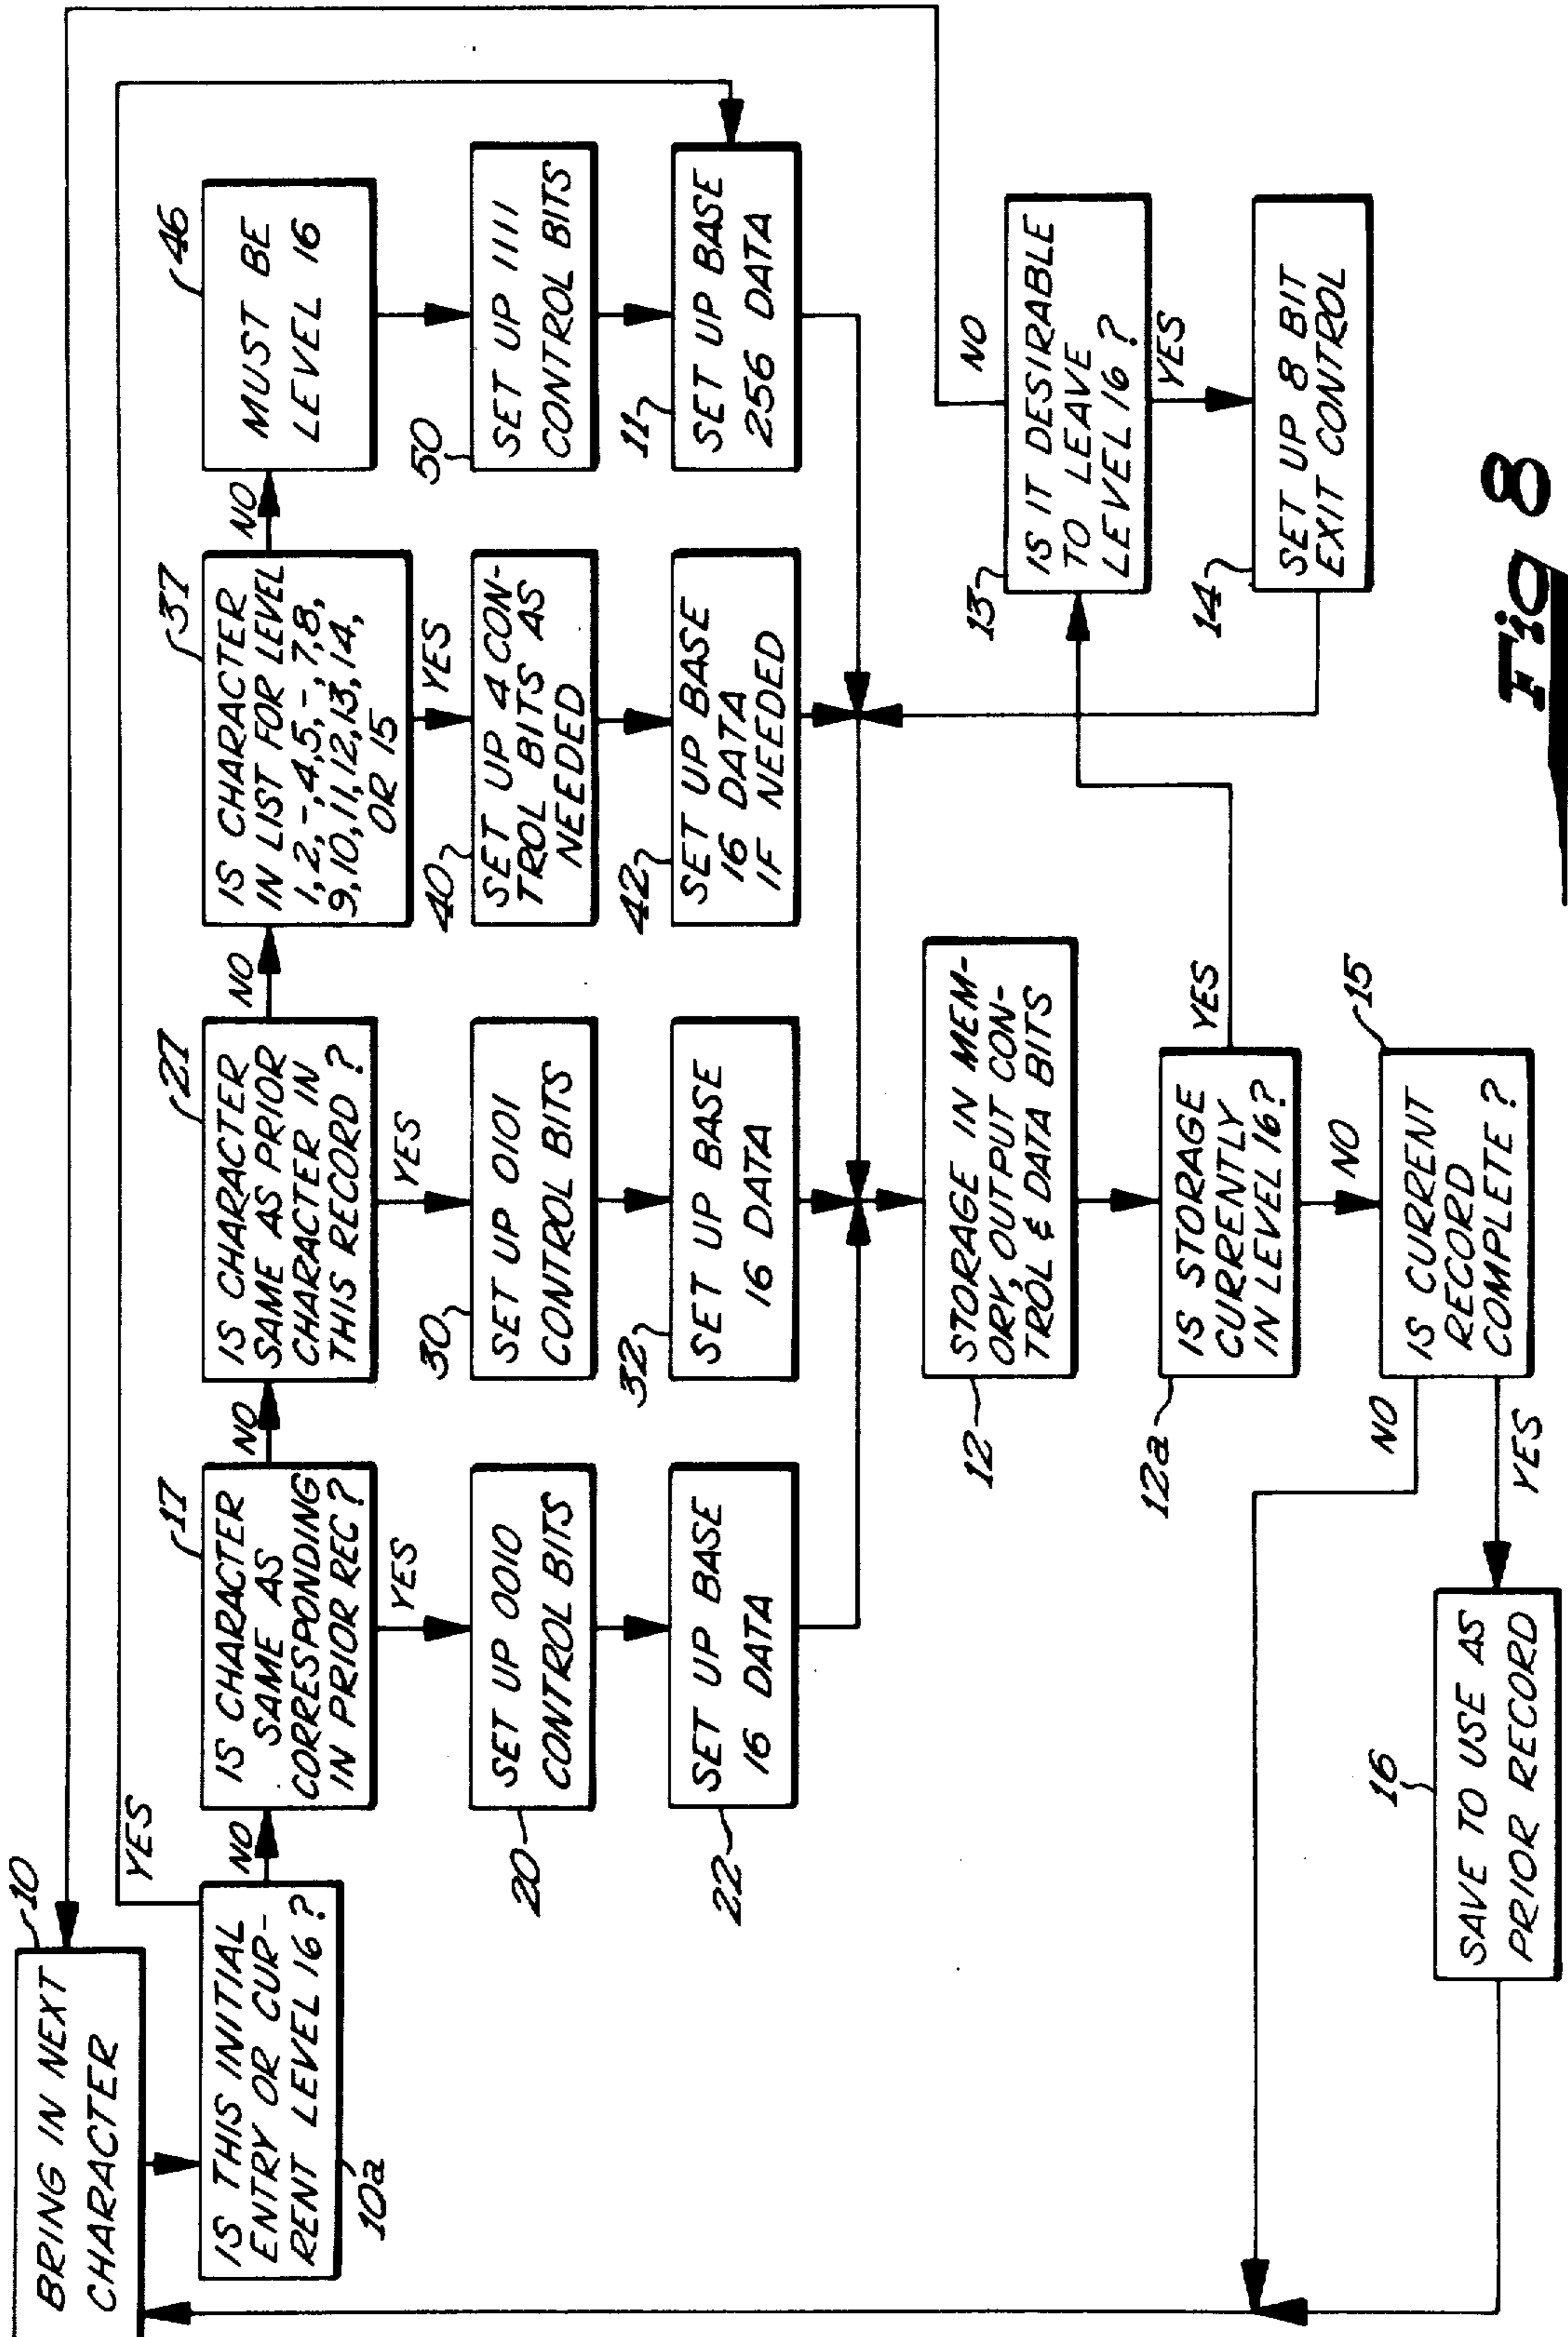 10
BRING IN NEXT
CHARACTER
IS THIS INITIAL
ENTRY OR CUR-
RENT LEVEL 16 ?
10a
YES
NO
17
IS CHARACTER
SAME AS
CORRESPONDING
IN PRIOR REC ?
NO
YES
20
SET UP 0010
CONTROL BITS
22
SET UP BASE
16 DATA
27
IS CHARACTER
SAME AS PRIOR
CHARACTER IN
THIS RECORD ?
NO
YES
30
SET UP 0101
CONTROL BITS
32
SET UP BASE
16 DATA
37
IS CHARACTER
IN LIST FOR LEVEL
1,2,-,4,5,-,7,8,
9,10,11,12,13,14,
OR 15
NO
YES
40
SET UP 4 CON-
TROL BITS AS
NEEDED
42
SET UP BASE
16 DATA
IF NEEDED
46
MUST BE
LEVEL 16
50
SET UP 1111
CONTROL BITS
11
SET UP BASE
256 DATA
12
STORAGE IN MEM-
ORY, OUTPUT CON-
TROL & DATA BITS
12a
IS STORAGE
CURRENTLY
IN LEVEL 16?
YES
NO
13
IS IT DESIRABLE
TO LEAVE
LEVEL 16 ?
NO
YES
14
SET UP 8 BIT
EXIT CONTROL
15
IS CURRENT
RECORD
COMPLETE ?
NO
YES
16
SAVE TO USE AS
PRIOR RECORD
Fig 8